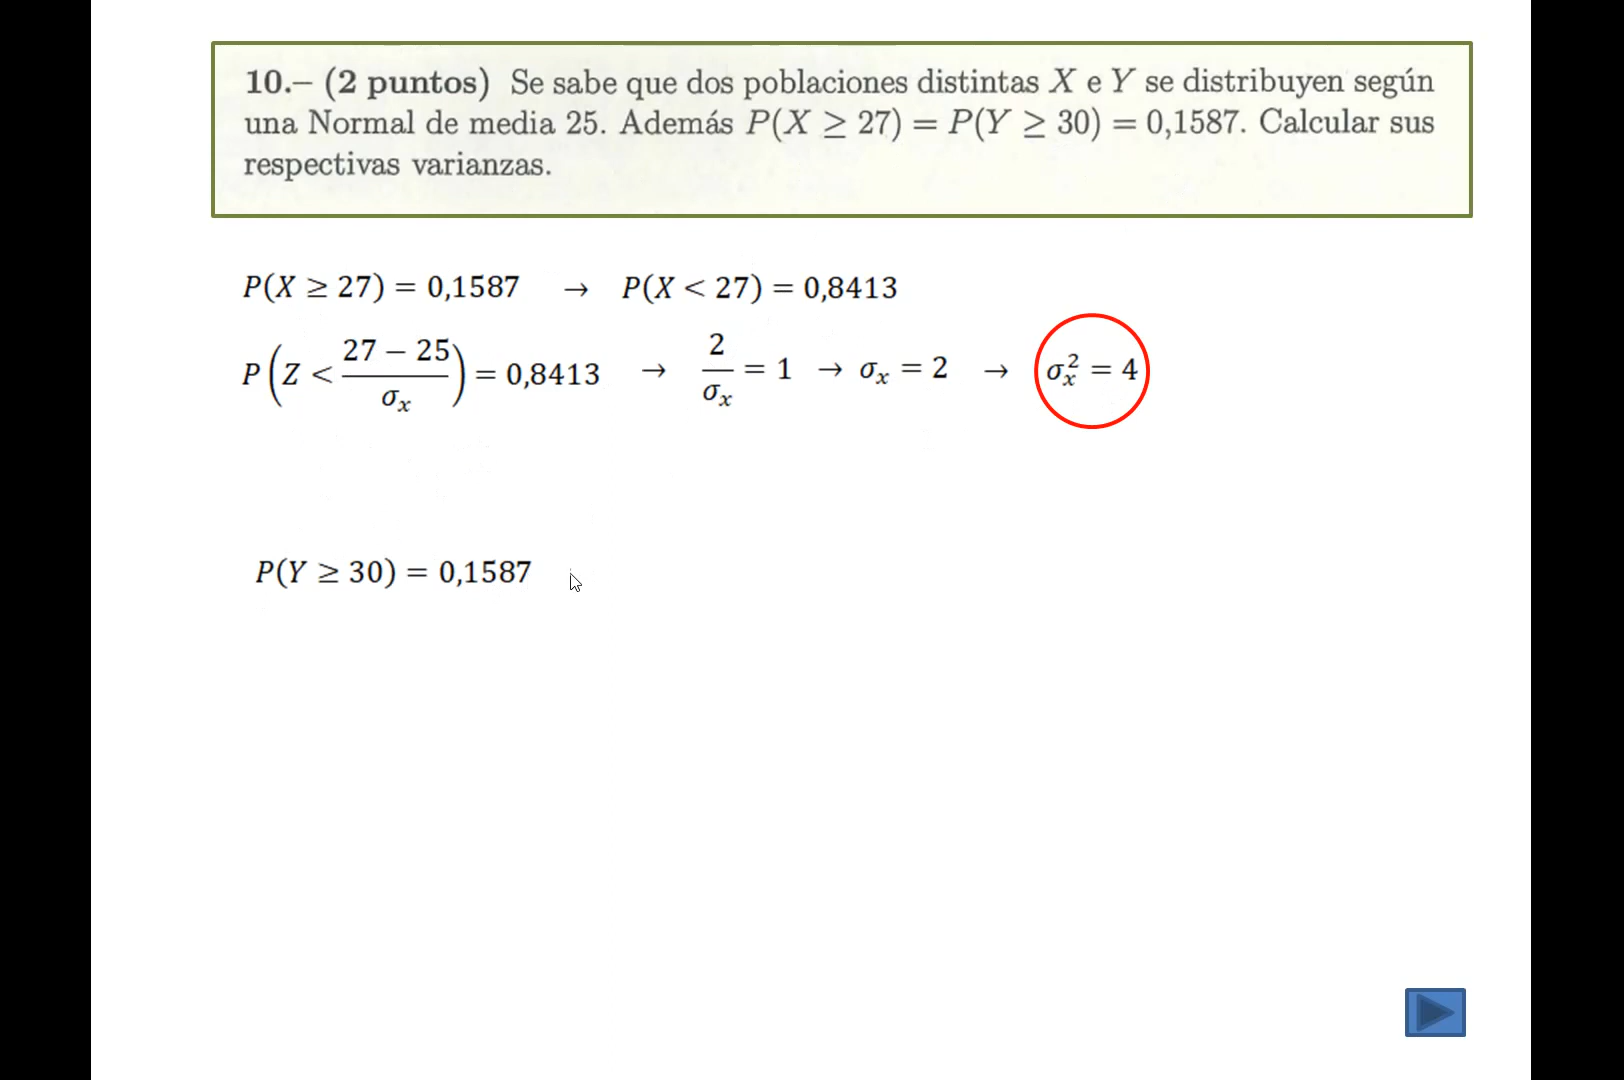 10.– (2 puntos) Se sabe que dos poblaciones distintas X e Y se distribuyen según
una Normal de media 25. Además P(X ≥ 27) = P(Y ≥ 30) = 0,1587. Calcular sus
respectivas varianzas.
P(X ≥ 27) = 0,1587 → P(X < 27) = 0,8413
P(Z < (27 − 25)/σₓ) = 0,8413 → 2/σₓ = 1 → σₓ = 2 → σₓ² = 4
P(Y ≥ 30) = 0,1587